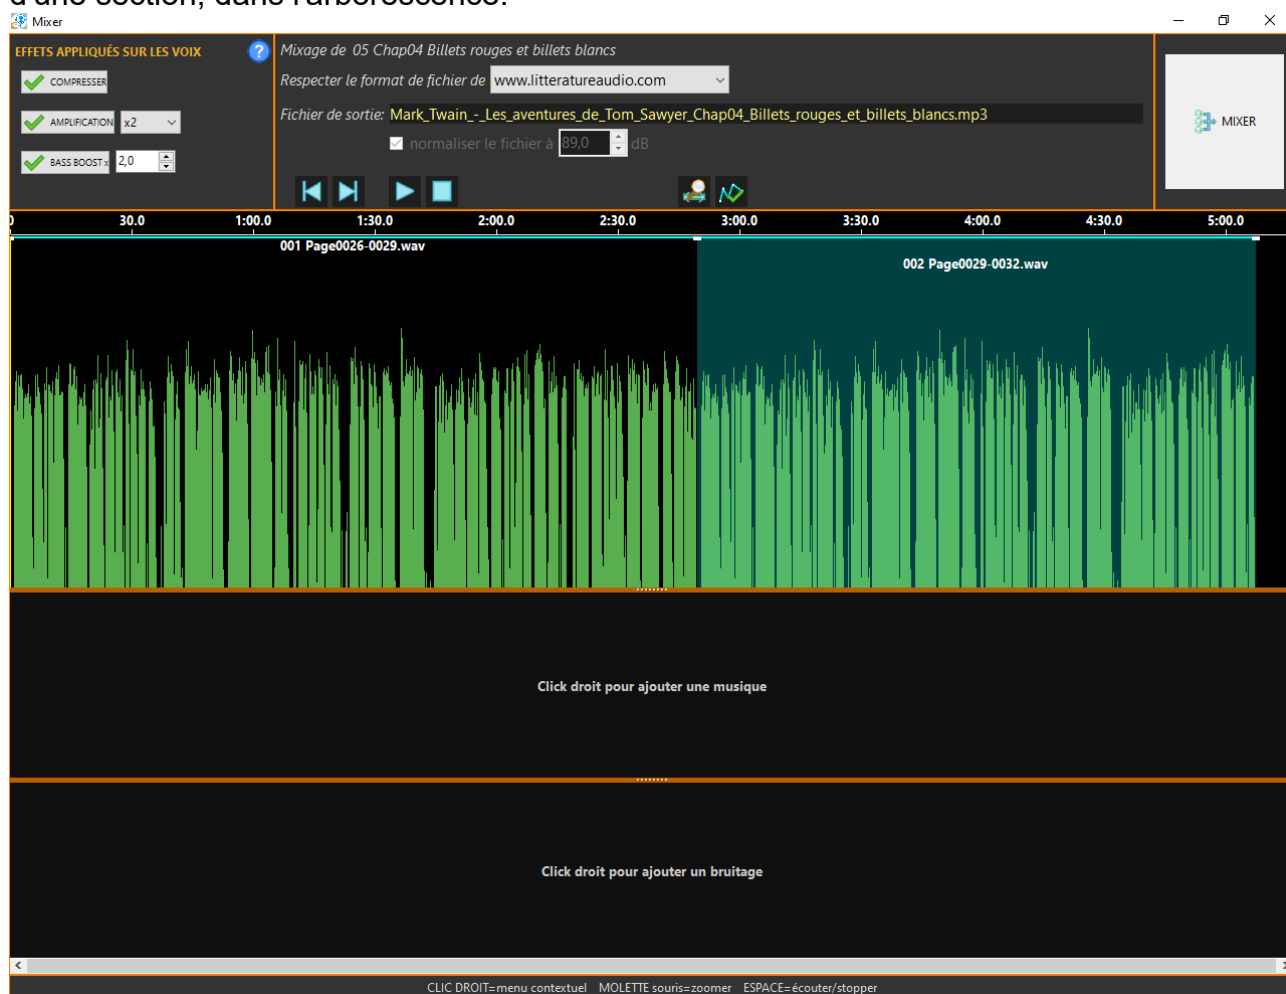 d'une section, dans l'arborescence.
Mixer
EFFETS APPLIQUÉS SUR LES VOIX
?
COMPRESSER
AMPLIFICATION x2
BASS BOOST x 2,0
Mixage de 05 Chap04 Billets rouges et billets blancs
Respecter le format de fichier de www.litteratureaudio.com
Fichier de sortie: Mark_Twain_-_Les_aventures_de_Tom_Sawyer_Chap04_Billets_rouges_et_billets_blancs.mp3
normaliser le fichier à 89,0 dB
MIXER
30.0 1:00.0 1:30.0 2:00.0 2:30.0 3:00.0 3:30.0 4:00.0 4:30.0 5:00.0
001 Page0026-0029.wav
002 Page0029-0032.wav
Click droit pour ajouter une musique
Click droit pour ajouter un bruitage
CLIC DROIT=menu contextuel MOLETTE souris=zoomer ESPACE=écouter/stopper